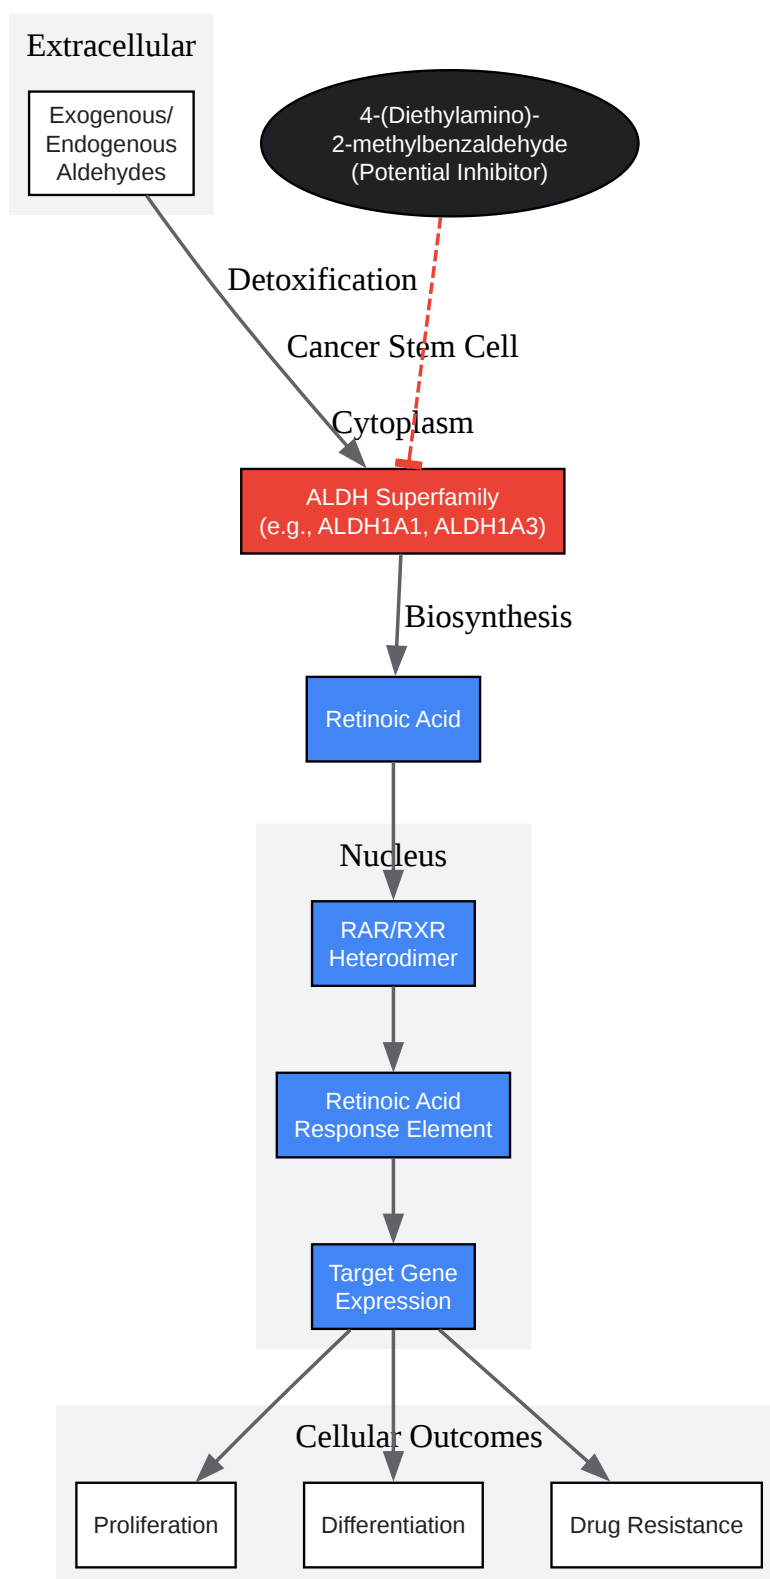 Extracellular
Exogenous/
Endogenous
Aldehydes
4-(Diethylamino)-
2-methylbenzaldehyde
(Potential Inhibitor)
Detoxification
Cancer Stem Cell
Cytoplasm
ALDH Superfamily
(e.g., ALDH1A1, ALDH1A3)
Biosynthesis
Retinoic Acid
Nucleus
RAR/RXR
Heterodimer
Retinoic Acid
Response Element
Target Gene
Expression
Cellular Outcomes
Proliferation
Differentiation
Drug Resistance